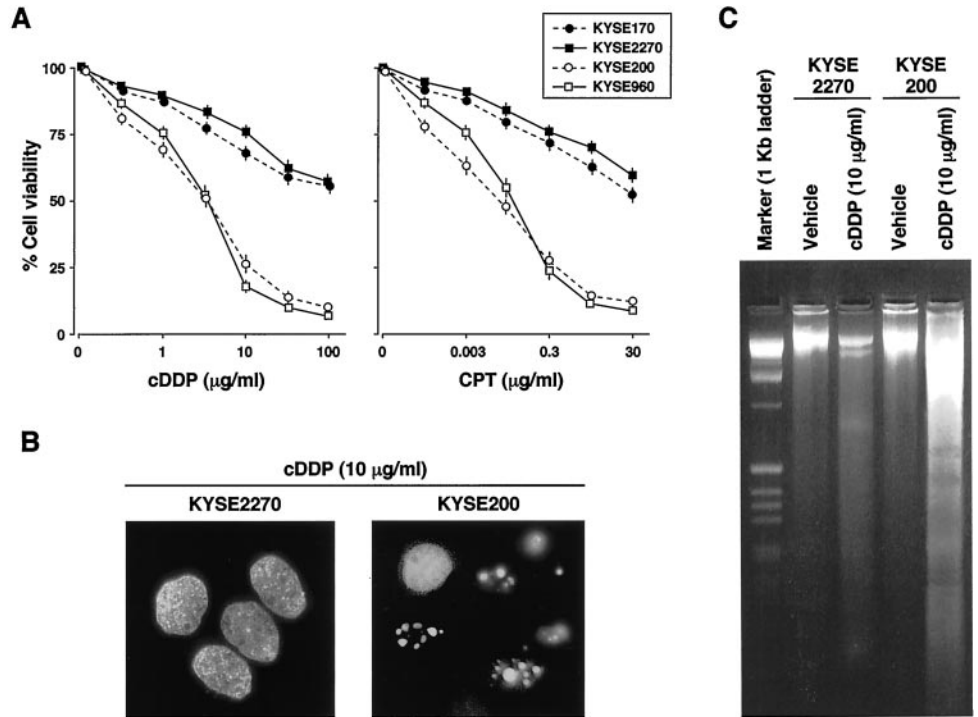 A
KYSE170
KYSE2270
KYSE200
KYSE960
% Cell viability
100
75
50
25
0
0 1 10 100
cDDP (μg/ml)
0 0.003 0.3 30
CPT (μg/ml)
B
cDDP (10 μg/ml)
KYSE2270 KYSE200
C
KYSE 2270
KYSE 200
Marker (1 Kb ladder)
Vehicle
cDDP (10 μg/ml)
Vehicle
cDDP (10 μg/ml)